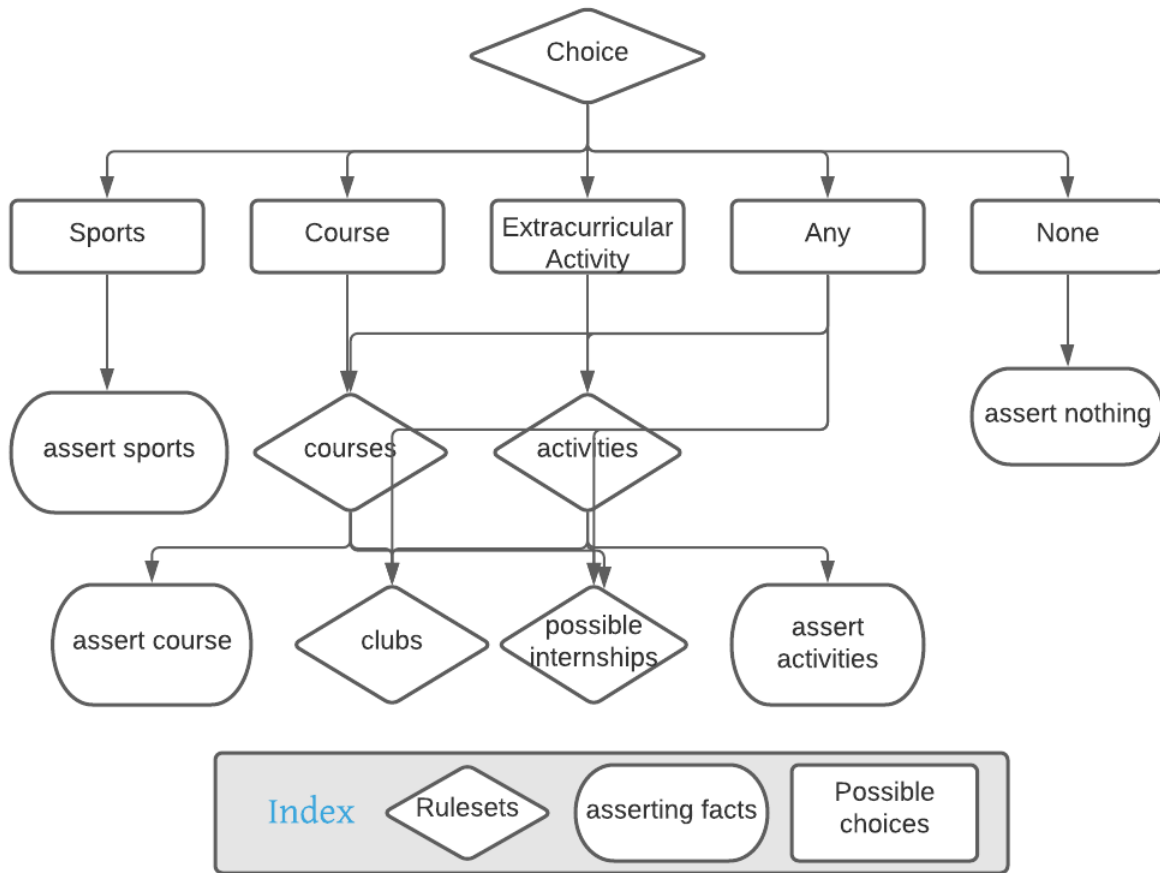 Choice
Sports
Course
Extracurricular
Activity
Any
None
assert sports
courses
activities
assert nothing
assert course
clubs
possible
internships
assert
activities
Index
Rulesets
asserting facts
Possible
choices